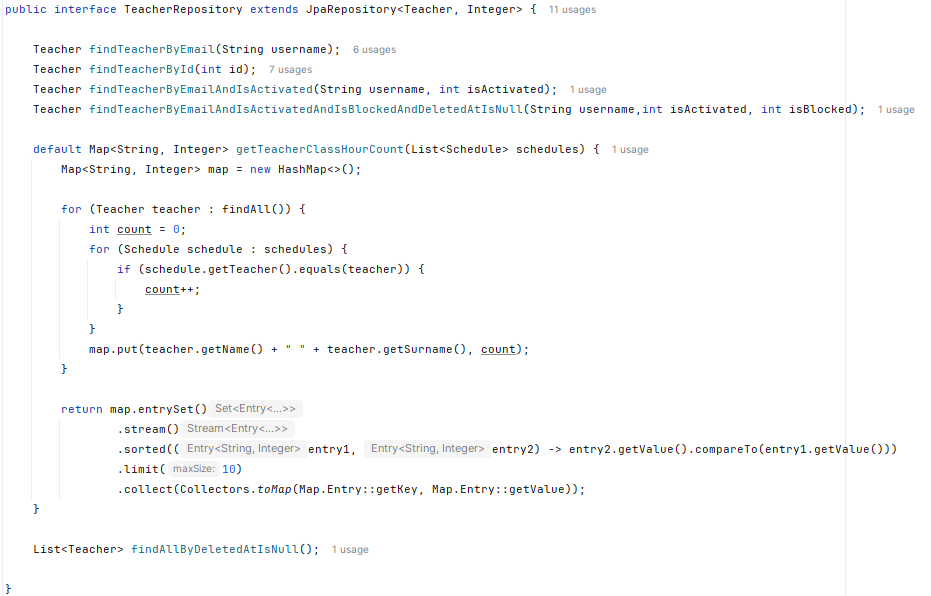 public interface TeacherRepository extends JpaRepository<Teacher, Integer> { 11 usages
Teacher findTeacherByEmail(String username); 6 usages
Teacher findTeacherById(int id); 7 usages
Teacher findTeacherByEmailAndIsActivated(String username, int isActivated); 1 usage
Teacher findTeacherByEmailAndIsActivatedAndIsBlockedAndDeletedAtIsNull(String username,int isActivated, int isBlocked); 1 usage
default Map<String, Integer> getTeacherClassHourCount(List<Schedule> schedules) { 1 usage
Map<String, Integer> map = new HashMap<>();
for (Teacher teacher : findAll()) {
int count = 0;
for (Schedule schedule : schedules) {
if (schedule.getTeacher().equals(teacher)) {
count++;
}
}
map.put(teacher.getName() + " " + teacher.getSurname(), count);
}
return map.entrySet() Set<Entry<...>>
.stream() Stream<Entry<...>>
.sorted(( Entry<String, Integer> entry1, Entry<String, Integer> entry2) -> entry2.getValue().compareTo(entry1.getValue()))
.limit( maxSize: 10)
.collect(Collectors.toMap(Map.Entry::getKey, Map.Entry::getValue));
}
List<Teacher> findAllByDeletedAtIsNull(); 1 usage
}